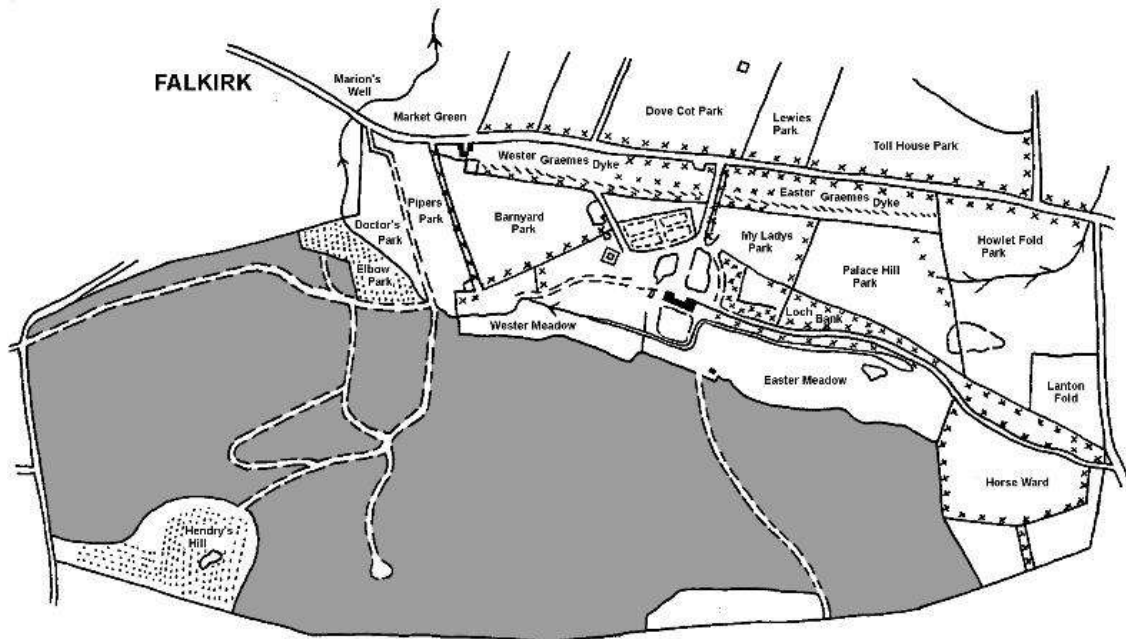 FALKIRK
Marion's
Well
Market Green
Dove Cot Park
Lewies
Park
Toll House Park
Wester Graemes Dyke
Easter Graemes Dyke
Pipers
Park
Barnyard
Park
Doctor's
Park
Elbow
Park
My Ladys
Park
Howlet Fold
Park
Palace Hill
Park
Loch Bank
Wester Meadow
Easter Meadow
Lanton
Fold
Horse Ward
Hendry's
Hill